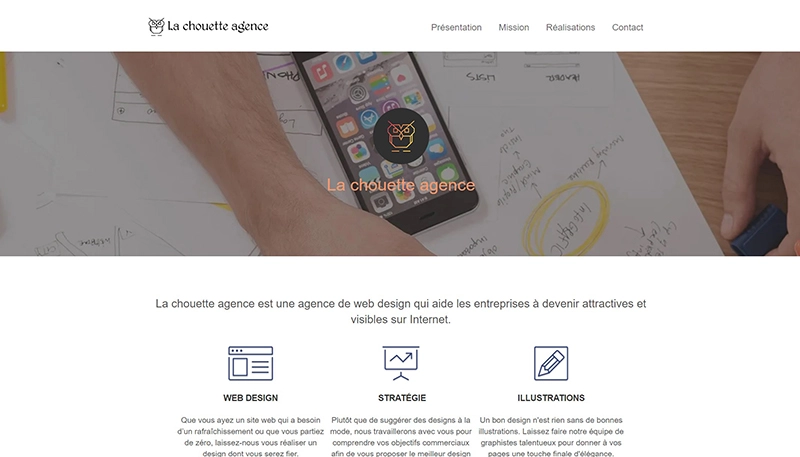 La chouette agence
Présentation
Mission
Réalisations
Contact
LISTS
HEADER
La chouette agence
La chouette agence est une agence de web design qui aide les entreprises à devenir attractives et
visibles sur Internet.
WEB DESIGN
Que vous ayez un site web qui a besoin
d'un rafraîchissement ou que vous partiez
de zéro, laissez-nous vous réaliser un
design dont vous serez fier.
STRATÉGIE
Plutôt que de suggérer des designs à la
mode, nous travaillerons avec vous pour
comprendre vos objectifs commerciaux
afin de vous proposer le meilleur design
ILLUSTRATIONS
Un bon design n'est rien sans de bonnes
illustrations. Laissez faire notre équipe de
graphistes talentueux pour donner à vos
pages une touche finale d'élégance.